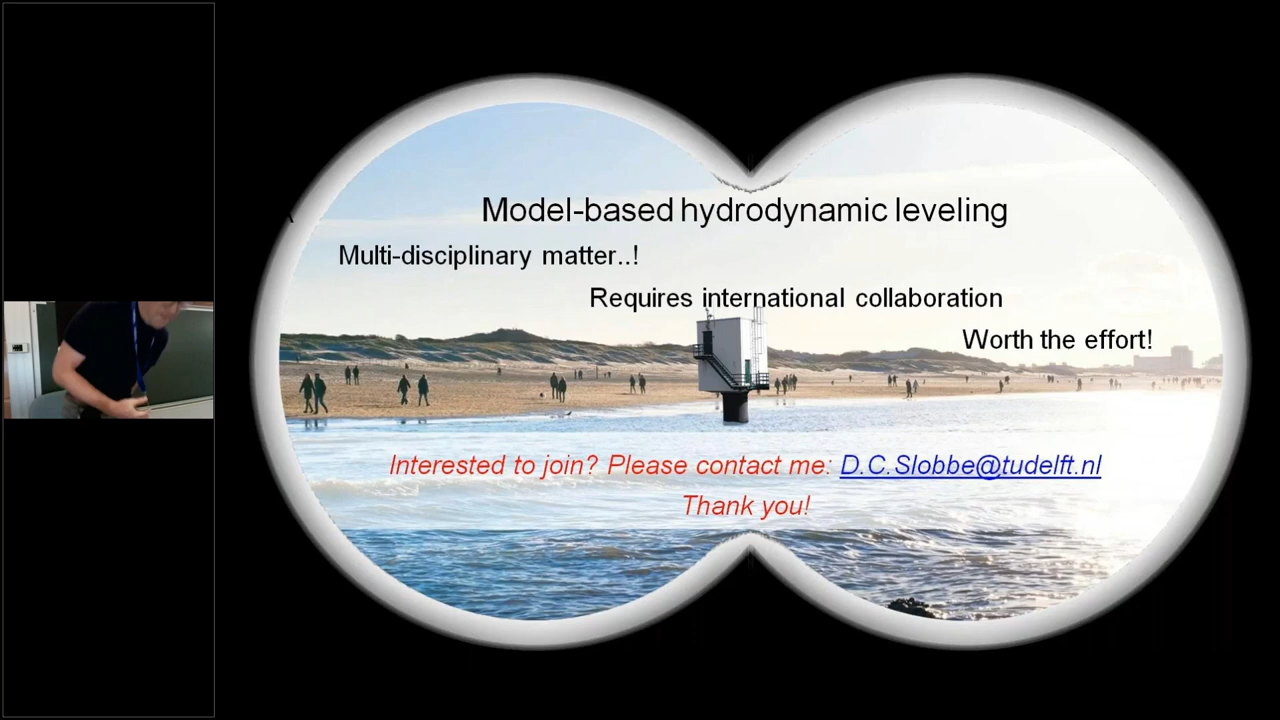 Model-based hydrodynamic leveling
Multi-disciplinary matter..!
Requires international collaboration
Worth the effort!
Interested to join? Please contact me: D.C.Slobbe@tudelft.nl
Thank you!